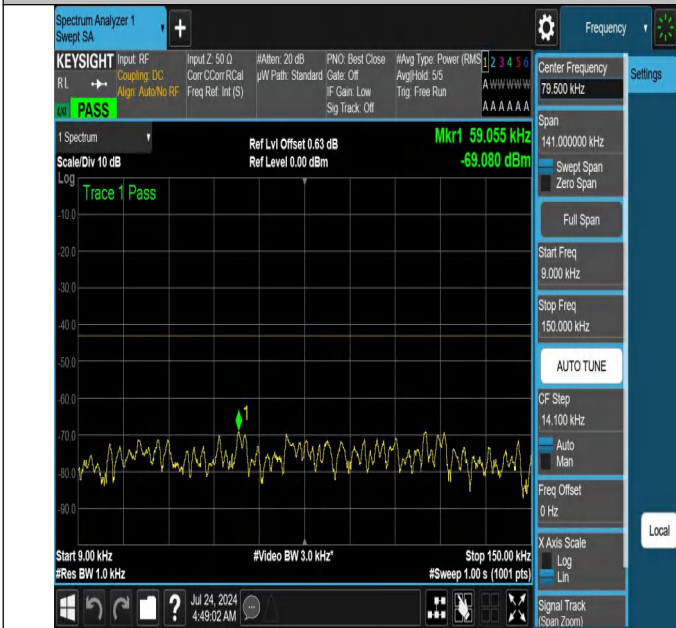 Spectrum Analyzer 1
Swept SA
+
Frequency
KEYSIGHT
Input: RF
Coupling: DC
Align: Auto/No RF
Input Z: 50 Ω
Corr CCorr RCal
Freq Ref: Int (S)
#Atten: 20 dB
µW Path: Standard
PNO: Best Close
Gate: Off
IF Gain: Low
Sig Track: Off
#Avg Type: Power (RMS
Avg|Hold: 5/5
Trig: Free Run
1 2 3 4 5 6
A W W W W W
A A A A A A
RL
PASS
1 Spectrum
Scale/Div 10 dB
Ref Lvl Offset 0.63 dB
Ref Level 0.00 dBm
Mkr1 59.055 kHz
-69.080 dBm
Log
Trace 1 Pass
-10.0
-20.0
-30.0
-40.0
-50.0
-60.0
-70.0
-80.0
-90.0
1
Start 9.00 kHz
#Res BW 1.0 kHz
#Video BW 3.0 kHz*
Stop 150.00 kHz
#Sweep 1.00 s (1001 pts)
Jul 24, 2024
4:49:02 AM
?
Center Frequency
79.500 kHz
Settings
Span
141.000000 kHz
Swept Span
Zero Span
Full Span
Start Freq
9.000 kHz
Stop Freq
150.000 kHz
AUTO TUNE
CF Step
14.100 kHz
Auto
Man
Freq Offset
0 Hz
X Axis Scale
Log
Lin
Local
Signal Track
(Span Zoom)